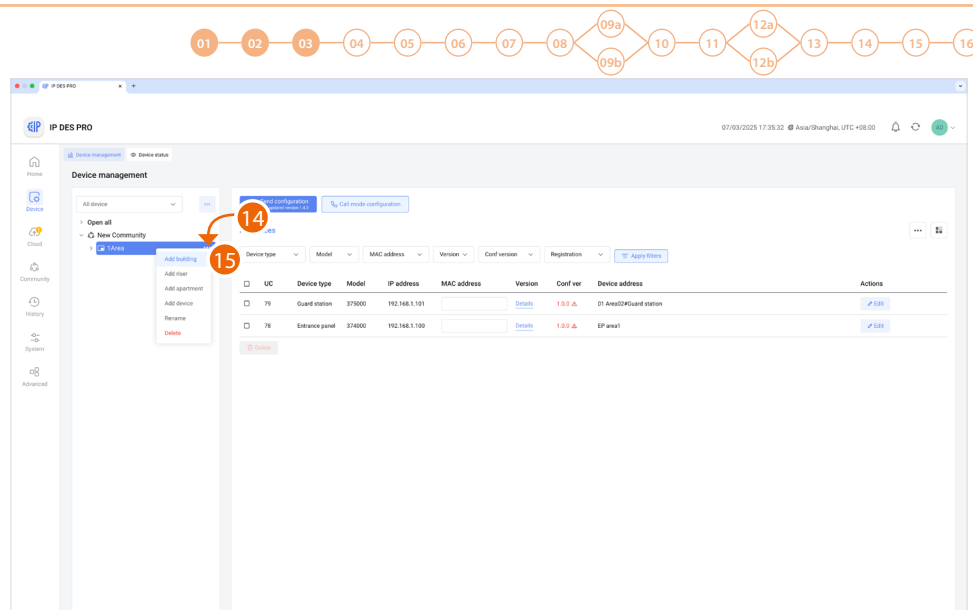 09a 12a
01 02 03 04 05 06 07 08 10 11 13 14 15 16
09b 12b
IP DES PRO × +
IP DES PRO 07/03/2025 17:35:32 Asia/Shanghai, UTC +08:00 AD
Device management Device status
Home
Device management
Device
Cloud
Community
History
System
Advanced
All device ...
Open all
New Community
1Area
Add building
Add riser
Add apartment
Add device
Rename
Delete
14
15
configuration
version 1.4.3
Call mode configuration
...
Device type Model MAC address Version Conf version Registration Apply filters
UC Device type Model IP address MAC address Version Conf ver Device address Actions
79 Guard station 375000 192.168.1.101 Details 1.0.0 01 Area02#Guard station Edit
78 Entrance panel 374000 192.168.1.100 Details 1.0.0 EP area1 Edit
Delete